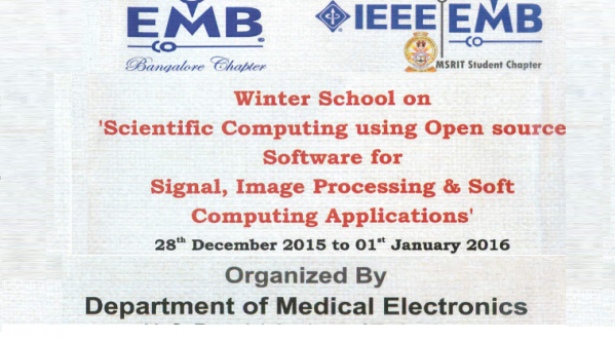 EMB
Bangalore Chapter
IEEE EMB
MSRIT Student Chapter
Winter School on
'Scientific Computing using Open source
Software for
Signal, Image Processing & Soft
Computing Applications'
28th December 2015 to 01st January 2016
Organized By
Department of Medical Electronics